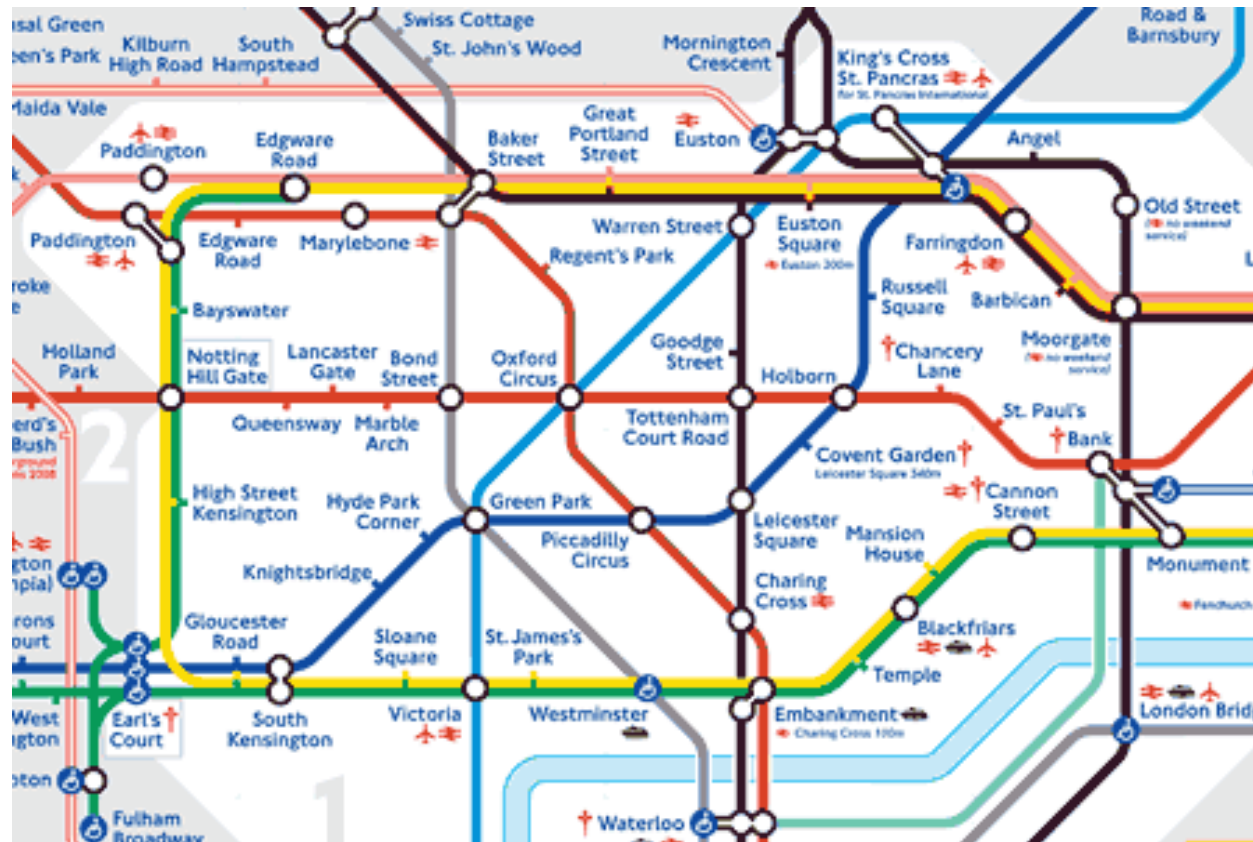 Swiss Cottage
St. John's Wood
Kilburn
High Road
South
Hampstead
Maida Vale
Mornington
Crescent
King's Cross
St. Pancras
for St. Pancras International
Road &
Barnsbury
Paddington
Edgware
Road
Baker
Street
Great
Portland
Street
Euston
Angel
Paddington
Edgware
Road
Marylebone
Regent's Park
Warren Street
Euston
Square
Euston 200m
Farringdon
Old Street
no weekend
service)
Bayswater
Russell
Square
Barbican
Moorgate
no weekend
service)
Holland
Park
Notting
Hill Gate
Lancaster
Gate
Bond
Street
Oxford
Circus
Goodge
Street
Holborn
†Chancery
Lane
Queensway
Marble
Arch
Tottenham
Court Road
St. Paul's
†Bank
Bush
2
Covent Garden†
Leicester Square 340m
High Street
Kensington
Hyde Park
Corner
Green Park
Piccadilly
Circus
Leicester
Square
†Cannon
Street
Mansion
House
Monument
Knightsbridge
Charing
Cross
Gloucester
Road
Sloane
Square
St. James's
Park
Blackfriars
Temple
West
Earl's†
Court
South
Kensington
Victoria
Westminster
Embankment
Charing Cross 100m
London Brid
1
Fulham
Broadway
†Waterloo